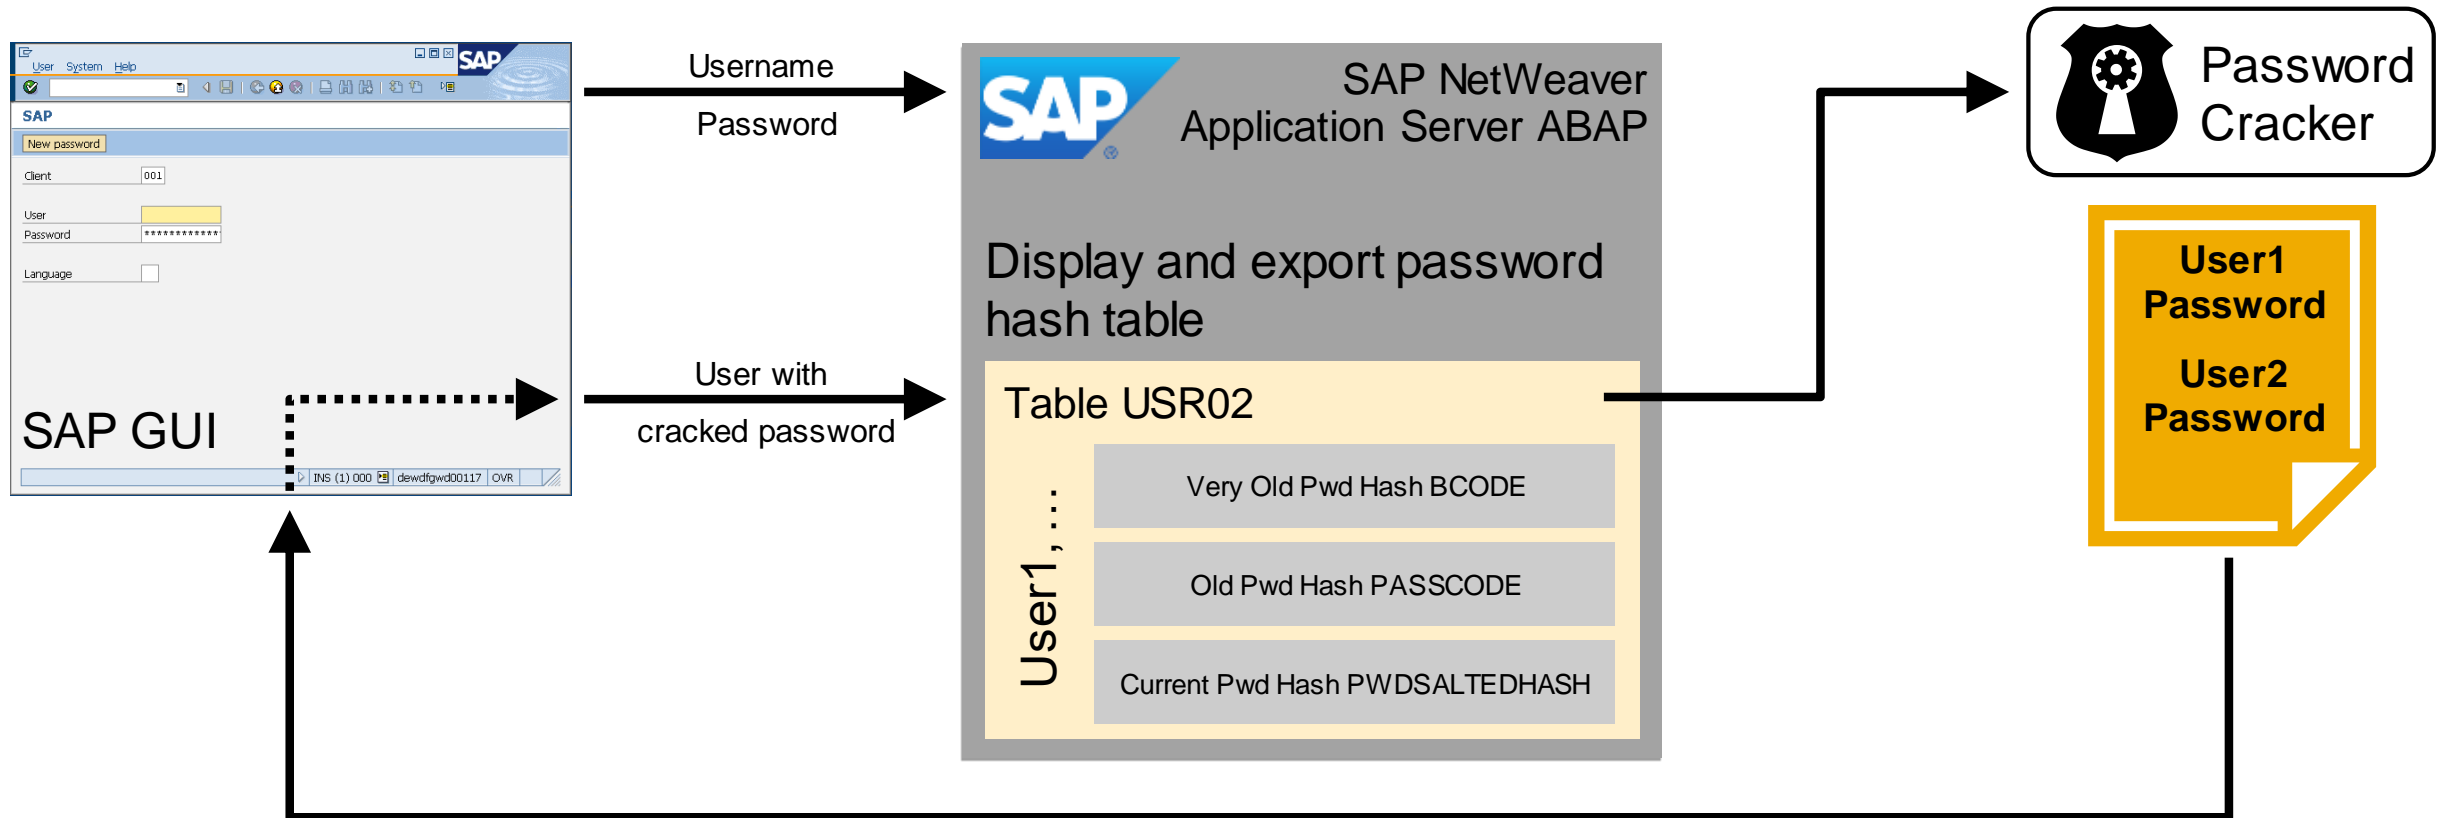 SAP
User System Help
SAP
New password
Client 001
User
Password ************
Language
SAP GUI
INS (1) 000 dewdfgwd00117 OVR
Username
Password
User with
cracked password
SAP
SAP NetWeaver
Application Server ABAP
Display and export password
hash table
Table USR02
User1,...
Very Old Pwd Hash BCODE
Old Pwd Hash PASSCODE
Current Pwd Hash PWDSALTEDHASH
Password
Cracker
User1
Password
User2
Password